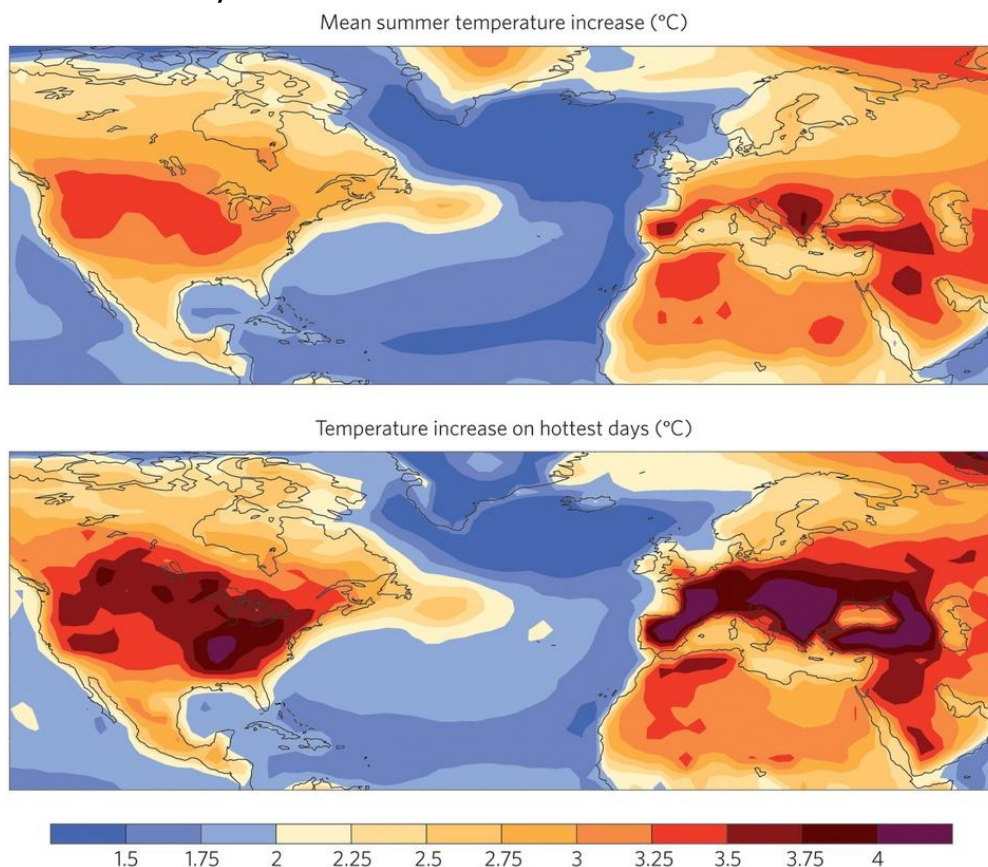 Mean summer temperature increase (°C)
Temperature increase on hottest days (°C)
1.5 1.75 2 2.25 2.5 2.75 3 3.25 3.5 3.75 4